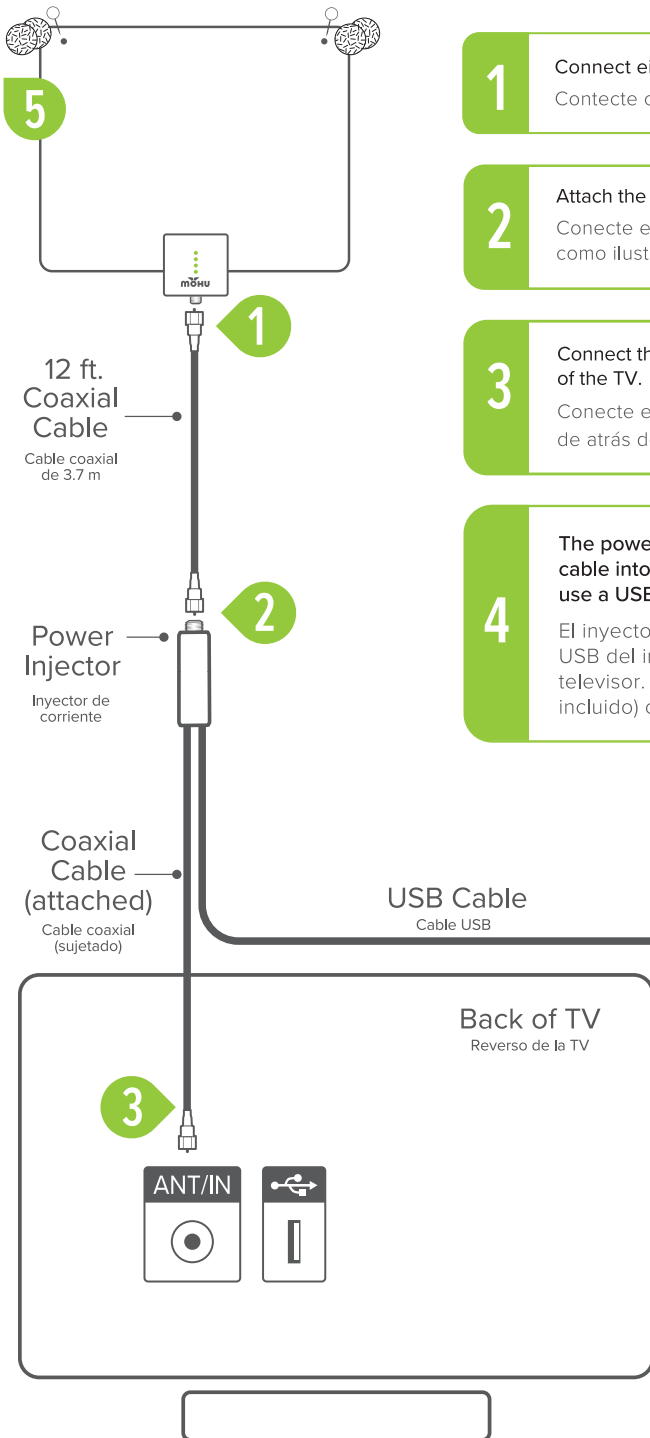 5
mohu
1
12 ft.
Coaxial
Cable
Cable coaxial
de 3.7 m
2
Power
Injector
Inyector de
corriente
Coaxial
Cable
(attached)
Cable coaxial
(sujetado)
USB Cable
Cable USB
Back of TV
Reverso de la TV
3
ANT/IN
1
Connect ei
Contecte c
2
Attach the
Conecte e
como ilust
3
Connect th
of the TV.
Conecte e
de atrás d
4
The powe
cable into
use a USB
El inyecto
USB del in
televisor.
incluido) c